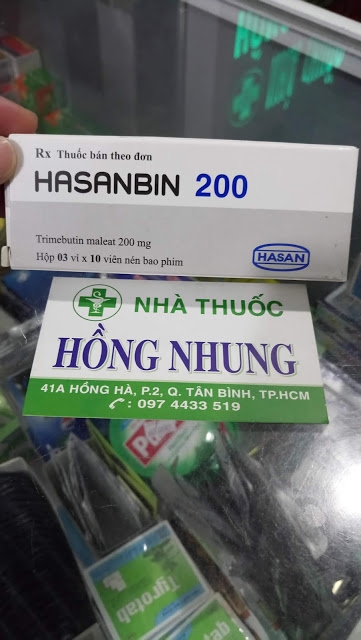 Rx Thuốc bán theo đơn
HASANBIN 200
Trimebutin maleat 200 mg
Hộp 03 vỉ x 10 viên nén bao phim
HASAN
NHÀ THUỐC
HỒNG NHUNG
41A HỒNG HÀ, P.2, Q. TÂN BÌNH, TP.HCM
: 097 4433 519
Tyrotab